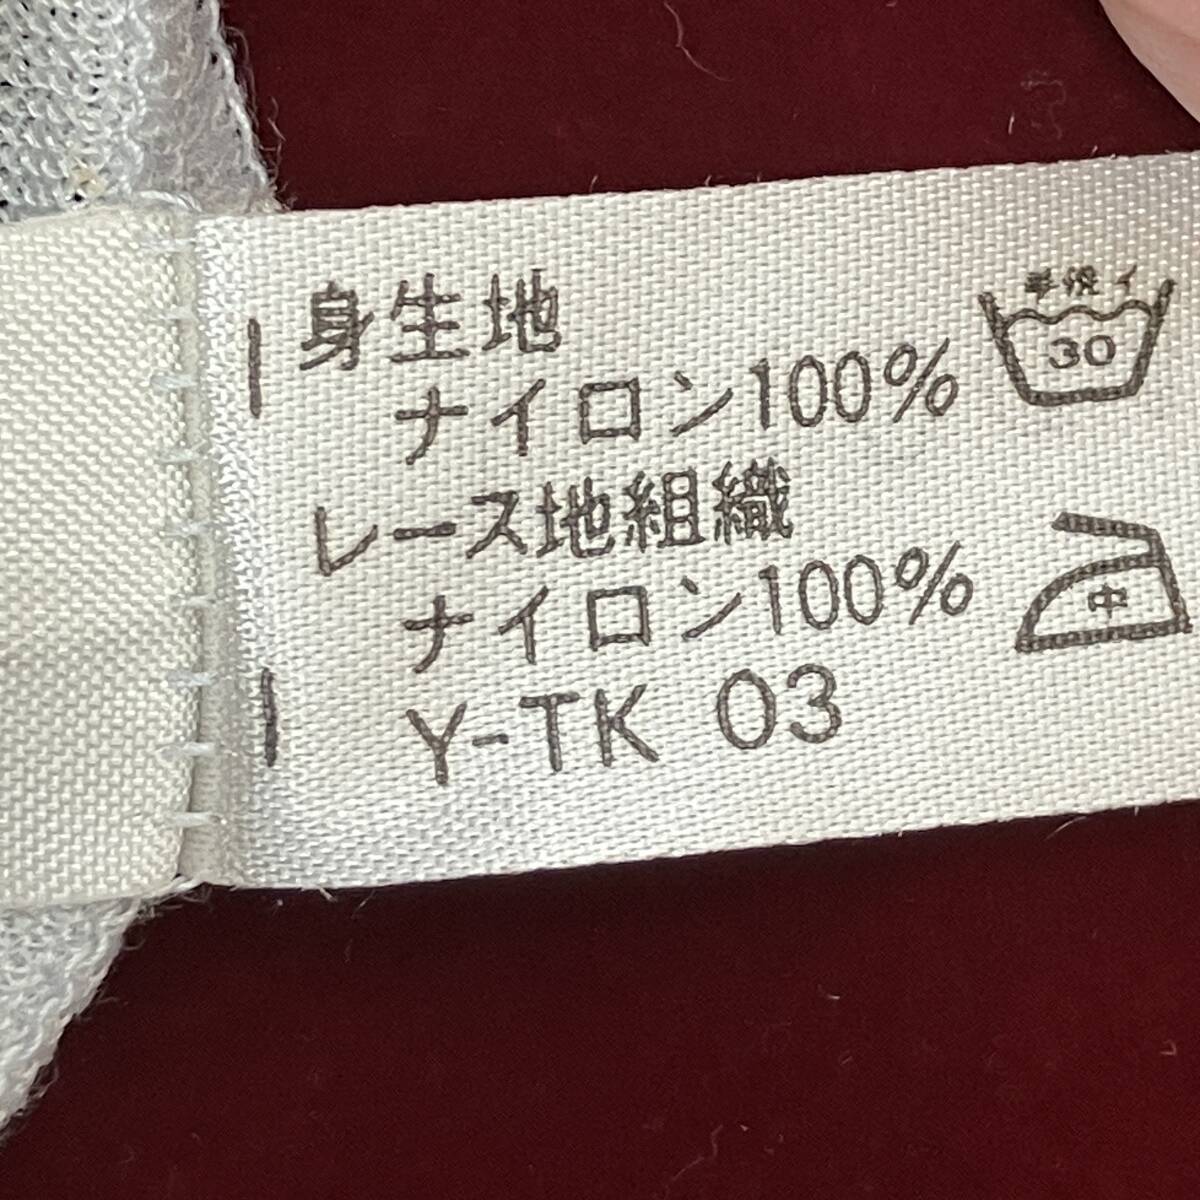 身生地
ナイロン100%
レース地組織
ナイロン100%
Y-TK 03
手洗イ
30
中